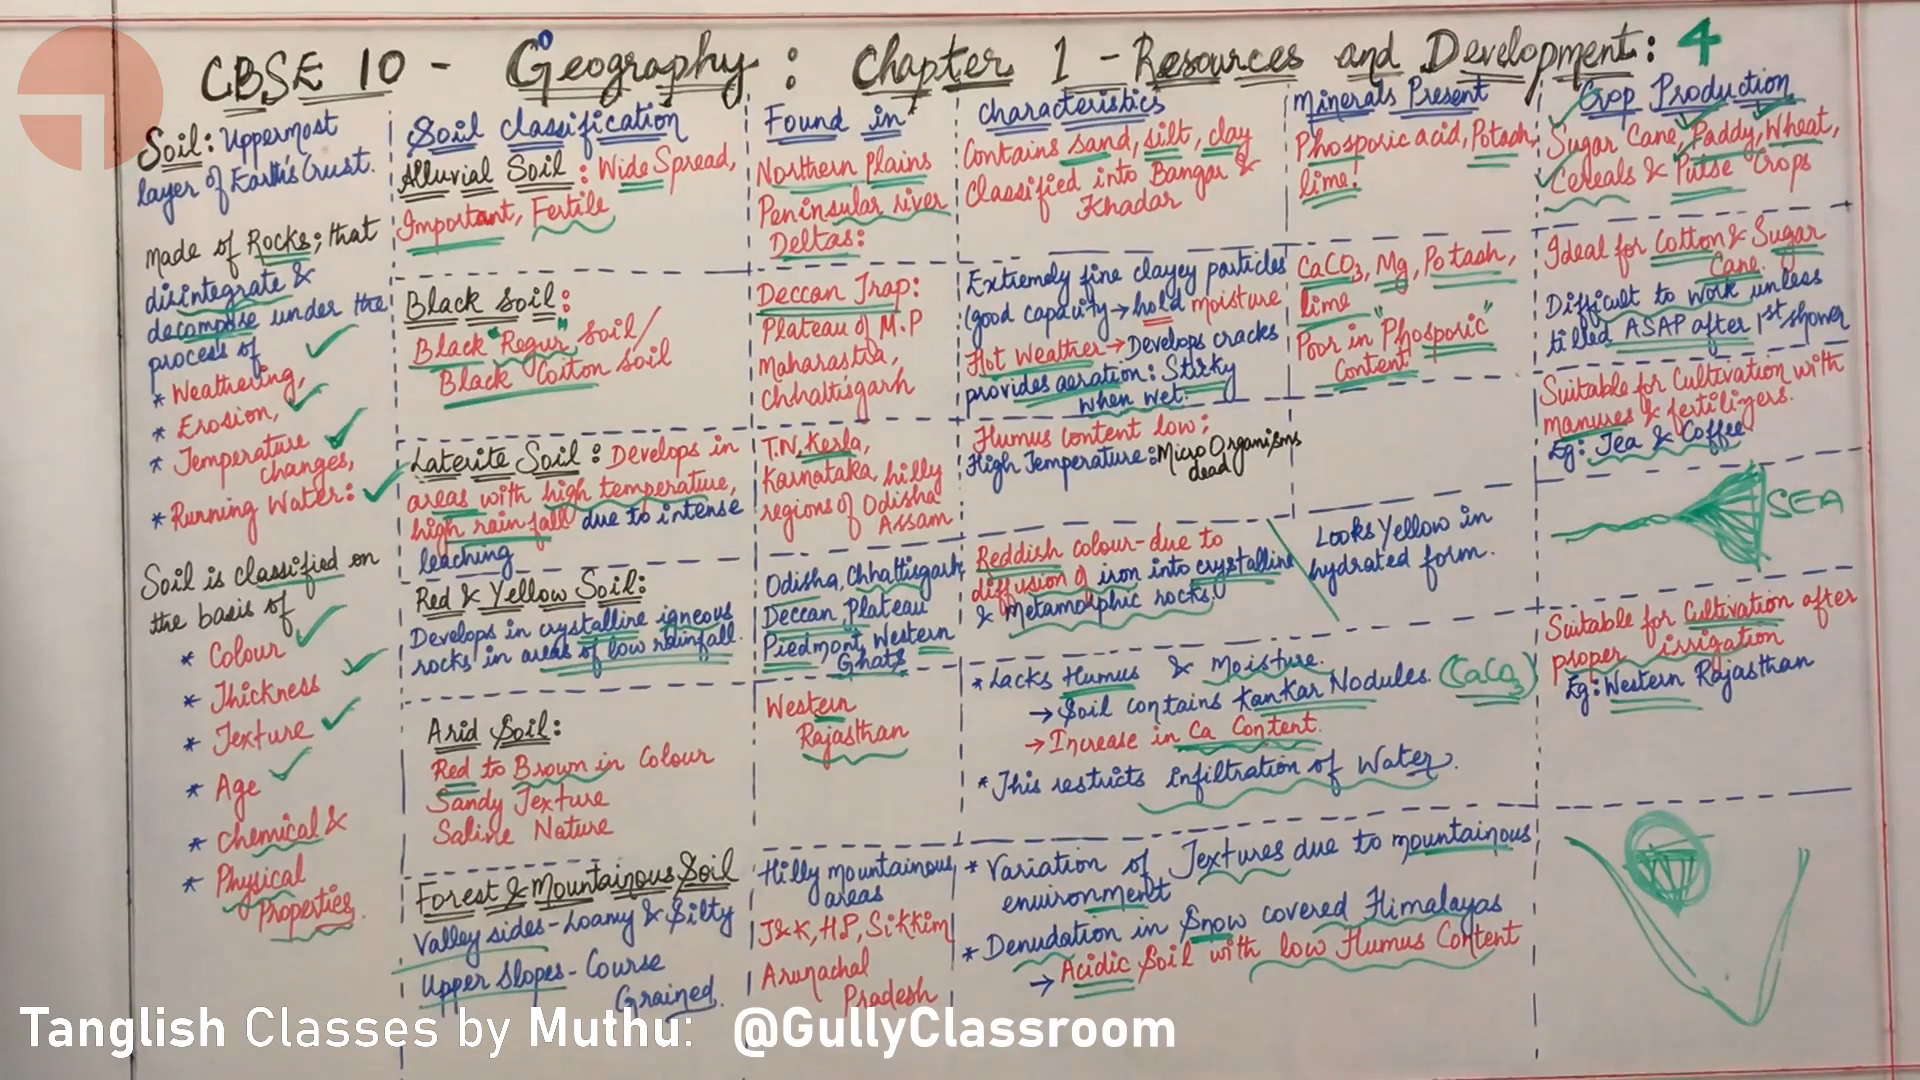 CBSE 10 - Geography: Chapter 1 - Resources and Development: 4
Soil: Uppermost
layer of Earth's Crust.
made of Rocks; that
disintegrate &
decompose under the
process of
* Weathering,
* Erosion,
* Temperature
changes,
* Running Water:
Soil is classified on
the basis of
* Colour
* Thickness
* Texture
* Age
* Chemical &
* Physical
Properties.
Soil classification
Alluvial Soil: Wide Spread,
Important, Fertile
Black Soil:
Black "Regur" Soil/
Black Cotton Soil
Laterite Soil: Develops in
areas with high temperature,
high rainfall due to intense
leaching
Red & Yellow Soil:
Develops in crystalline igneous
rocks in areas of low rainfall.
Arid Soil:
Red to Brown in Colour
Sandy Texture
Saline Nature
Forest & Mountainous Soil
Valley sides - Loamy & Silty
Upper Slopes - Course
Grained.
Found in
Northern Plains
Peninsular river
Deltas:
Deccan Trap:
Plateau of M.P
Maharastra,
Chhattisgarh
T.N, Kerla,
Karnataka, hilly
regions of Odisha
Assam
Odisha, Chhattisgarh,
Deccan Plateau
Piedmont, Western
Ghats
Western
Rajasthan
Hilly mountainous
areas
J&K, HP, Sikkim
Arunachal
Pradesh
Characteristics
Contains sand, silt, clay
Classified into Bangar &
Khadar
Extremely fine clayey particles
(good capacity → hold moisture
Hot Weather → Develops cracks
provides aeration: Sticky
when wet:
Humus content low;
High Temperature: Micro Organisms
dead
Reddish colour - due to
diffusion of iron into crystalline
& Metamorphic rocks.
* Lacks Humus & Moisture.
→ Soil contains Kankar Nodules. (CaCO3)
→ Increase in Ca Content.
* This restricts infiltration of Water.
* Variation of Textures due to mountainous
environment
* Denudation in Snow covered Himalayas
→ Acidic Soil with low Humus Content
Minerals Present
Phosporic acid, Potash,
lime!
CaCO3, Mg, Potash,
lime
Poor in "Phosporic"
Content
Looks Yellow in
hydrated form.
Crop Production
Sugar Cane, Paddy, Wheat,
Cereals & Pulse Crops
Ideal for Cotton & Sugar
Cane.
Difficult to work unless
tilled ASAP after 1st shower
Suitable for Cultivation with
manures & fertilizers.
Eg: Tea & Coffee
SEA
Suitable for Cultivation after
proper irrigation
Eg: Western Rajasthan
Tanglish Classes by Muthu: @GullyClassroom